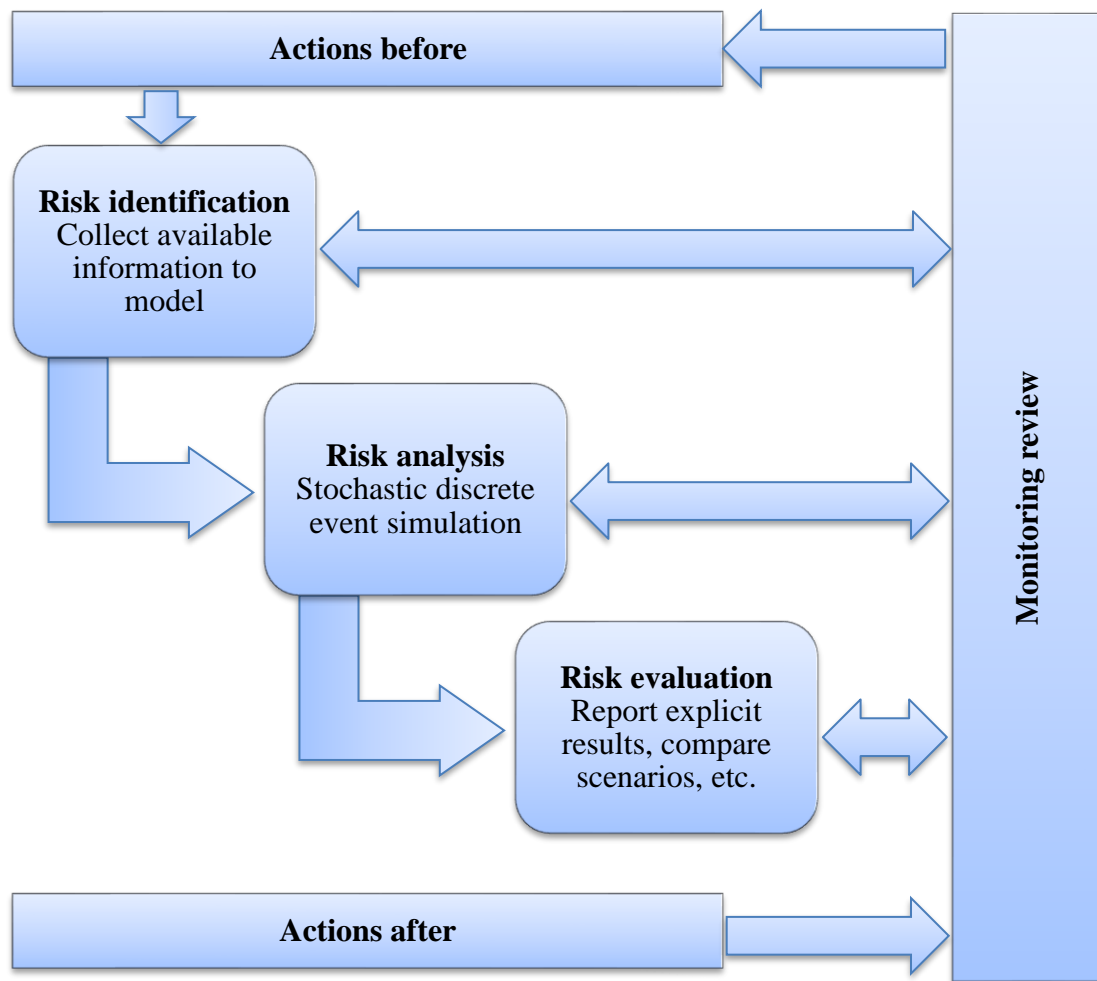 Actions before
Risk identification
Collect available
information to
model
Risk analysis
Stochastic discrete
event simulation
Risk evaluation
Report explicit
results, compare
scenarios, etc.
Monitoring review
Actions after